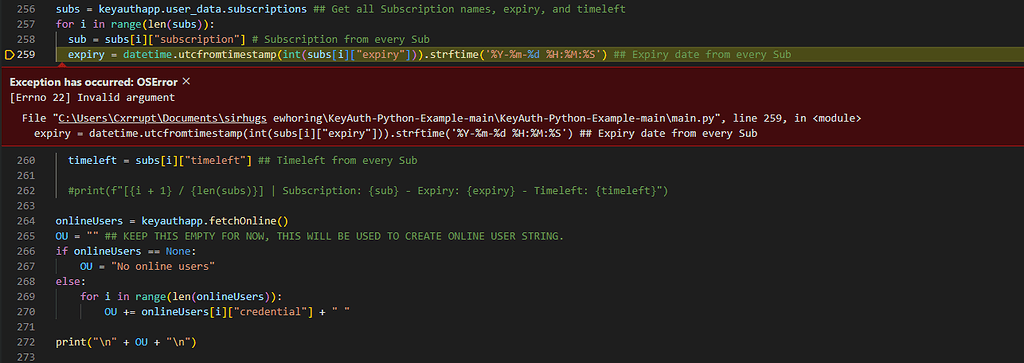 256 subs = keyauthapp.user_data.subscriptions ## Get all Subscription names, expiry, and timeleft
257 for i in range(len(subs)):
258 sub = subs[i]["subscription"] # Subscription from every Sub
259 expiry = datetime.utcfromtimestamp(int(subs[i]["expiry"])).strftime('%Y-%m-%d %H:%M:%S') ## Expiry date from every Sub
Exception has occurred: OSError ×
[Errno 22] Invalid argument
File "C:\Users\Cxrrupt\Documents\sirhugs ewhoring\KeyAuth-Python-Example-main\KeyAuth-Python-Example-main\main.py", line 259, in <module>
expiry = datetime.utcfromtimestamp(int(subs[i]["expiry"])).strftime('%Y-%m-%d %H:%M:%S') ## Expiry date from every Sub
260 timeleft = subs[i]["timeleft"] ## Timeleft from every Sub
261
262 #print(f"[{i + 1} / {len(subs)}] | Subscription: {sub} - Expiry: {expiry} - Timeleft: {timeleft}")
263
264 onlineUsers = keyauthapp.fetchOnline()
265 OU = "" ## KEEP THIS EMPTY FOR NOW, THIS WILL BE USED TO CREATE ONLINE USER STRING.
266 if onlineUsers == None:
267 OU = "No online users"
268 else:
269 for i in range(len(onlineUsers)):
270 OU += onlineUsers[i]["credential"] + " "
271
272 print("\n" + OU + "\n")
273